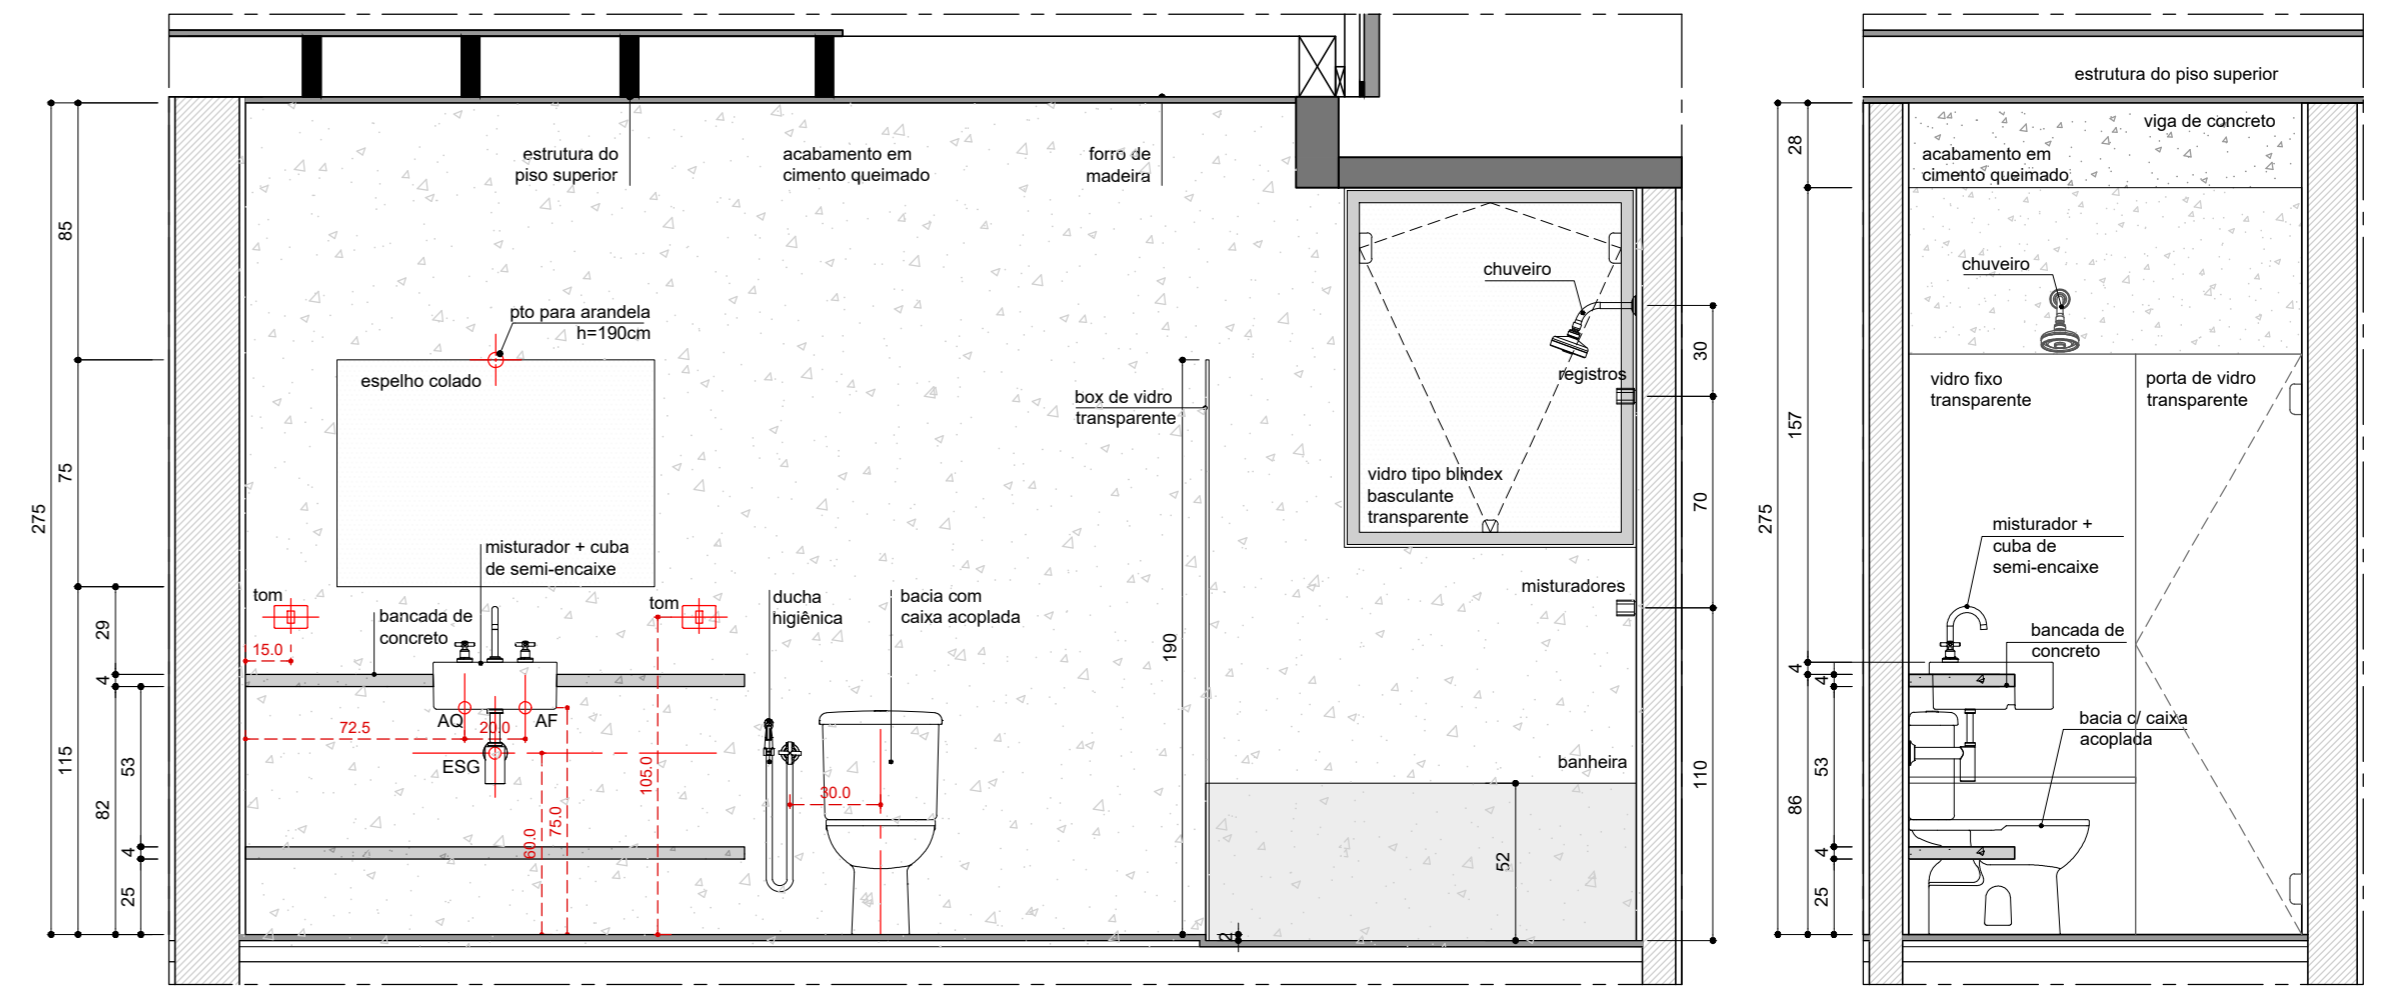 estrutura do
piso superior
acabamento em
cimento queimado
forro de
madeira
85
75
275
115
29
4
82
53
4
25
pto para arandela
h=190cm
espelho colado
misturador + cuba
de semi-encaixe
tom
bancada de
concreto
tom
15.0
AQ
AF
72.5
20.0
ESG
60.0
75.0
105.0
ducha
higiênica
bacia com
caixa acoplada
30.0
box de vidro
transparente
190
chuveiro
registros
vidro tipo blindex
basculante
transparente
misturadores
banheira
52
2
30
70
110
estrutura do piso superior
viga de concreto
acabamento em
cimento queimado
chuveiro
vidro fixo
transparente
porta de vidro
transparente
misturador +
cuba de
semi-encaixe
bancada de
concreto
bacia c/ caixa
acoplada
28
157
275
4
4
86
53
4
25